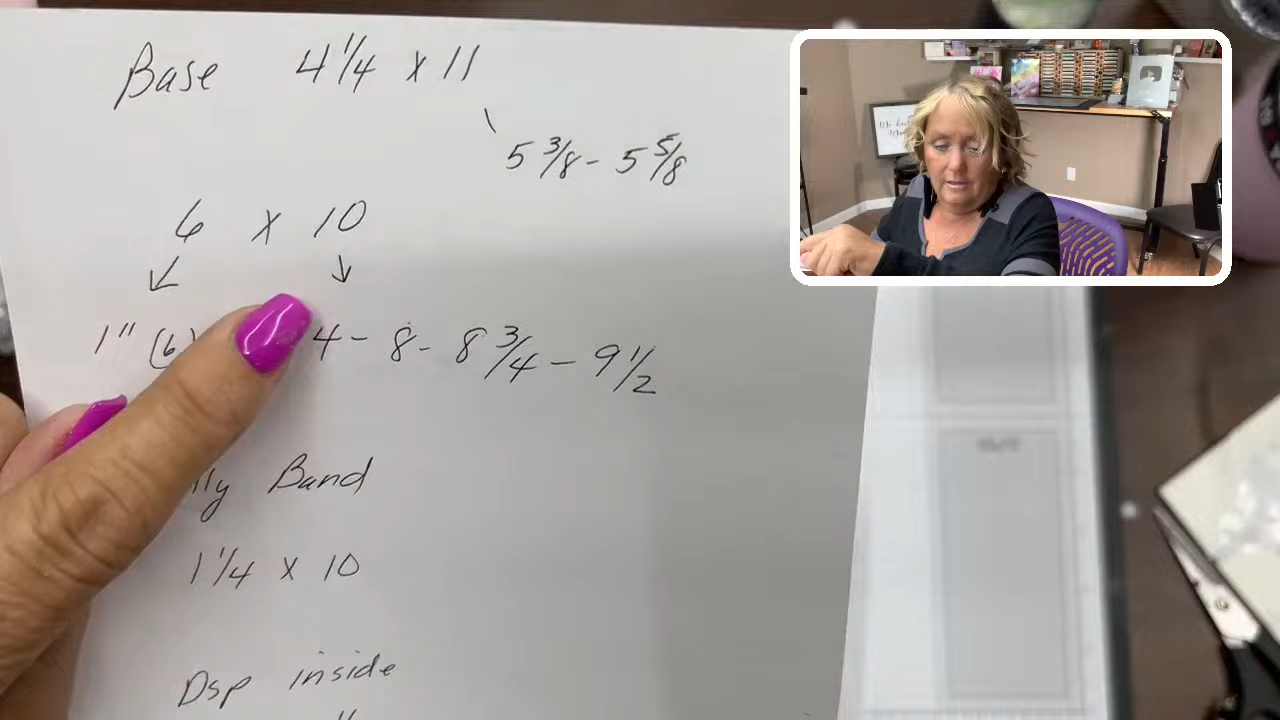 Base 4 1/4 x 11
5 3/8 - 5 5/8
6 x 10
1" (6) 4 - 8 - 8 3/4 - 9 1/2
Band
1 1/4 x 10
Dsp inside